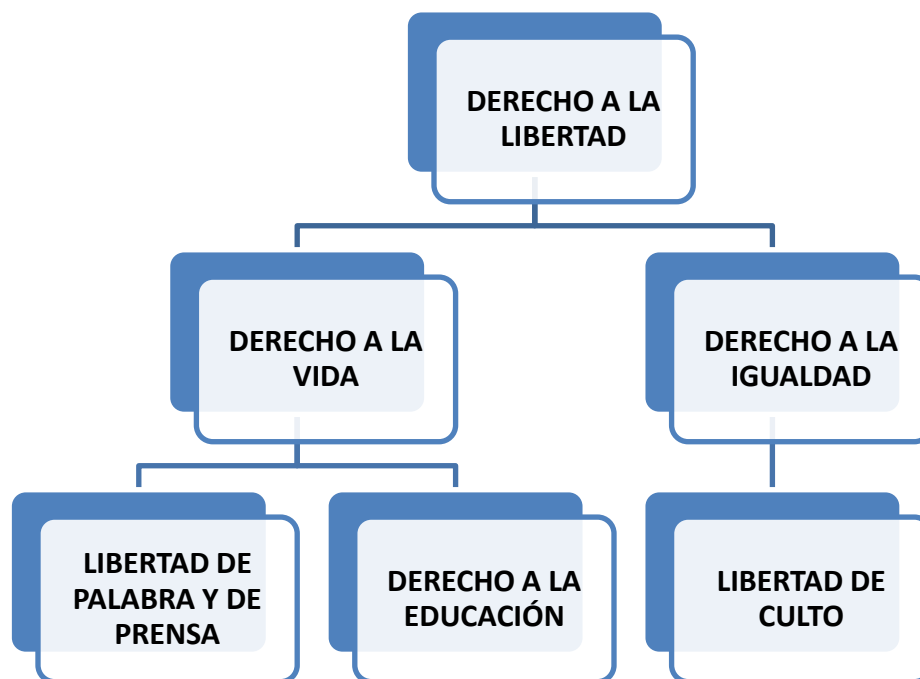 DERECHO A LA
LIBERTAD
DERECHO A LA
VIDA
DERECHO A LA
IGUALDAD
LIBERTAD DE
PALABRA Y DE
PRENSA
DERECHO A LA
EDUCACIÓN
LIBERTAD DE
CULTO